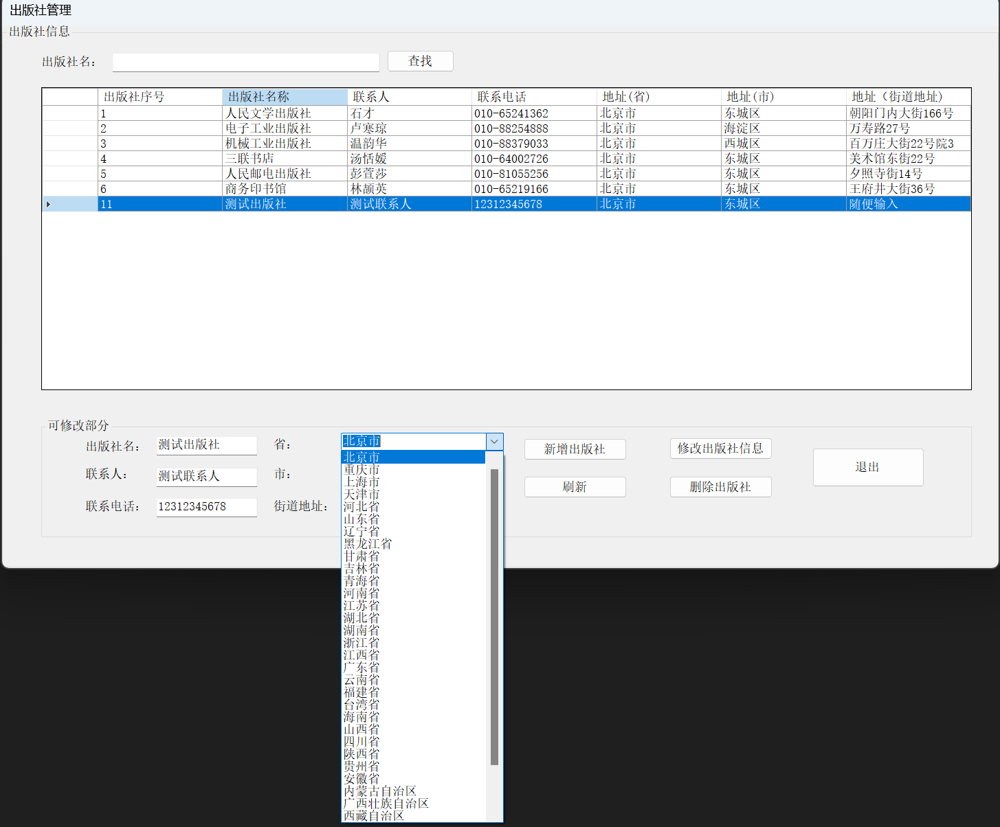 出版社管理
出版社信息
出版社名: 查找
出版社序号 出版社名称 联系人 联系电话 地址(省) 地址(市) 地址（街道地址)
1 人民文学出版社 石才 010-65241362 北京市 东城区 朝阳门内大街166号
2 电子工业出版社 卢寒琼 010-88254888 北京市 海淀区 万寿路27号
3 机械工业出版社 温韵华 010-88379033 北京市 西城区 百万庄大街22号院3
4 三联书店 汤恬媛 010-64002726 北京市 东城区 美术馆东街22号
5 人民邮电出版社 彭萱莎 010-81055256 北京市 东城区 夕照寺街14号
6 商务印书馆 林颉英 010-65219166 北京市 东城区 王府井大街36号
11 测试出版社 测试联系人 12312345678 北京市 东城区 随便输入
可修改部分
出版社名: 测试出版社 省: 北京市 新增出版社 修改出版社信息
联系人: 测试联系人 市: 退出
联系电话: 12312345678 街道地址: 刷新 删除出版社
北京市
重庆市
上海市
天津市
河北省
山东省
辽宁省
黑龙江省
甘肃省
吉林省
青海省
河南省
江苏省
湖北省
湖南省
浙江省
江西省
广东省
云南省
福建省
台湾省
海南省
山西省
四川省
陕西省
贵州省
安徽省
内蒙古自治区
广西壮族自治区
西藏自治区